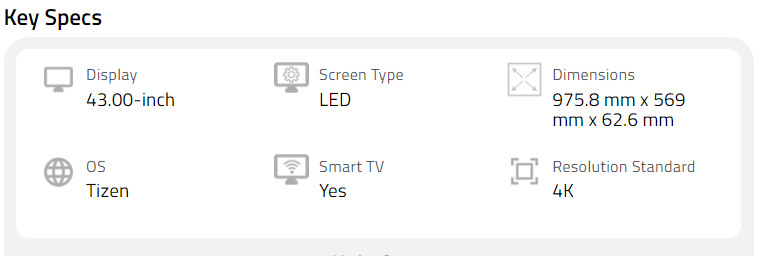 Key Specs
Display
43.00-inch
Screen Type
LED
Dimensions
975.8 mm x 569
mm x 62.6 mm
OS
Tizen
Smart TV
Yes
Resolution Standard
4K